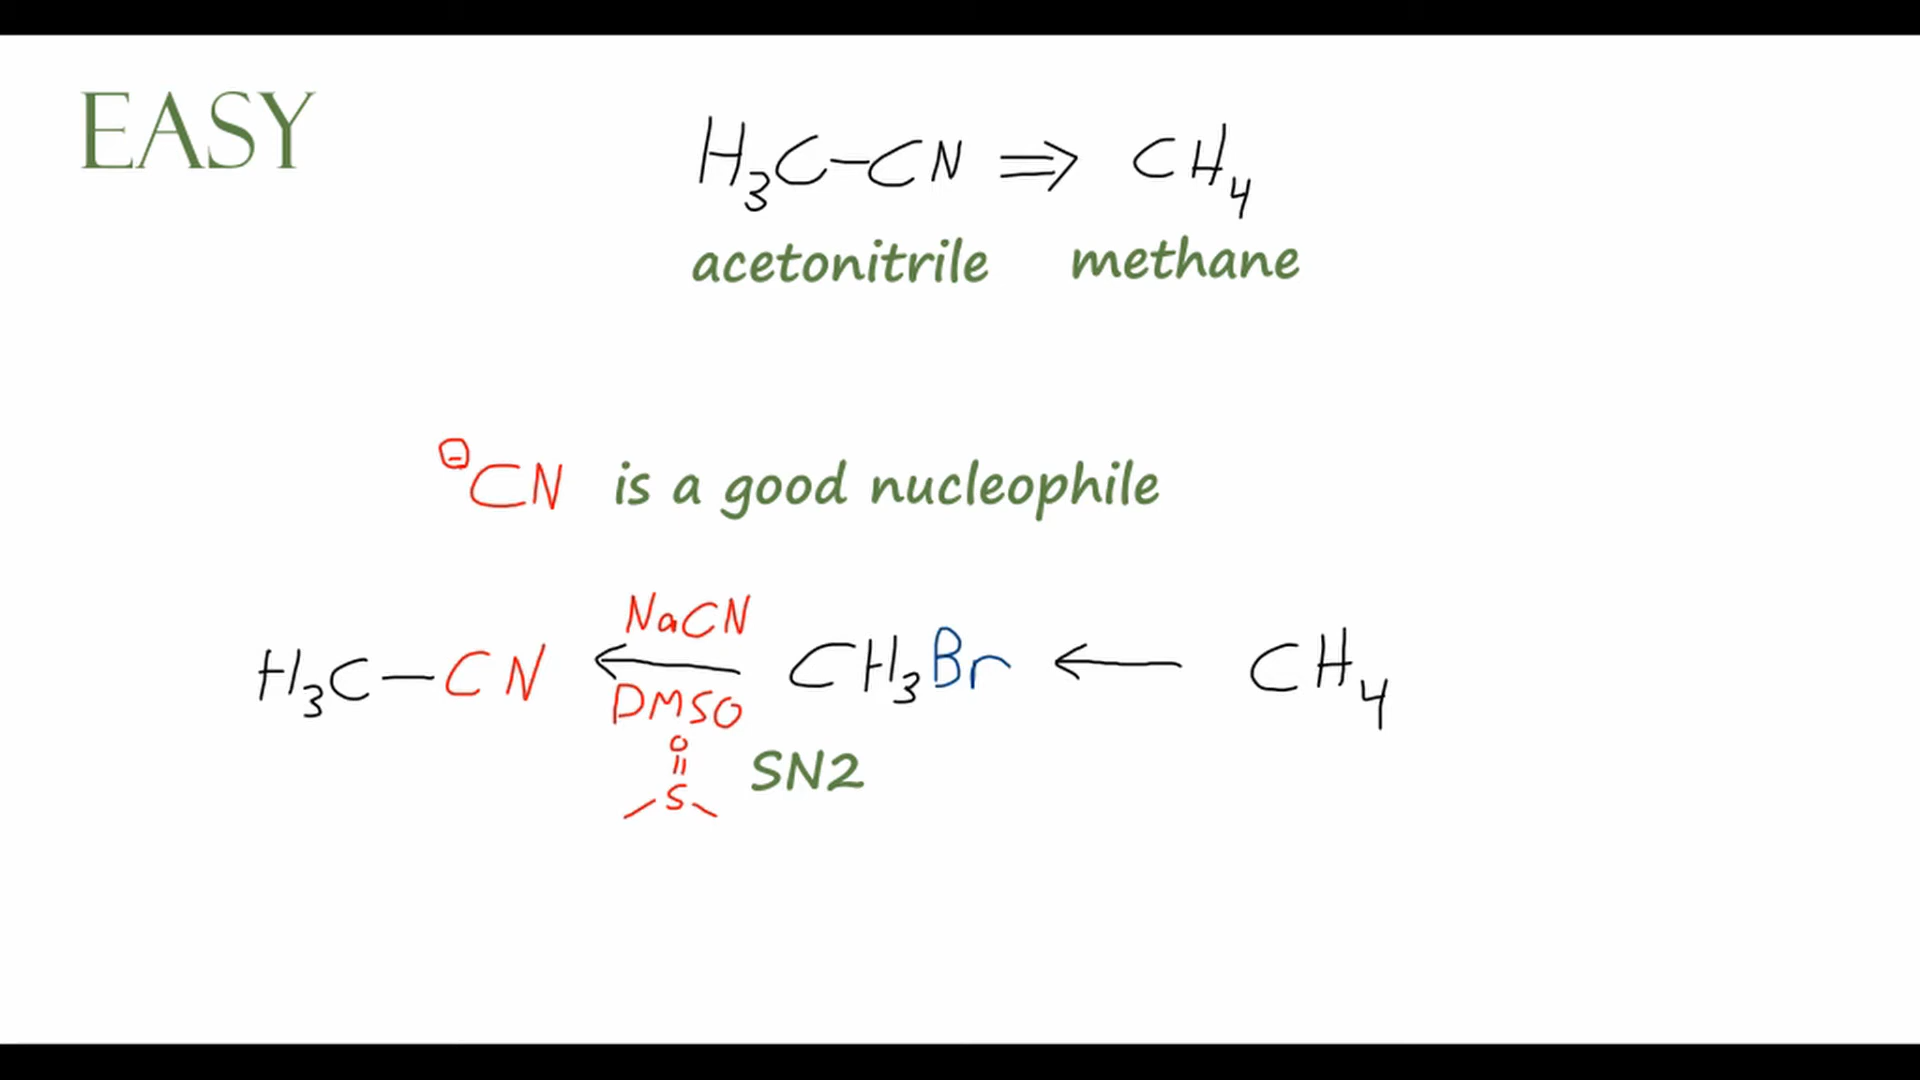 EASY
H₃C–CN ⇒ CH₄
acetonitrile methane
⊖CN is a good nucleophile
NaCN
H₃C–CN ← CH₃Br ← CH₄
DMSO
O
SN2
S